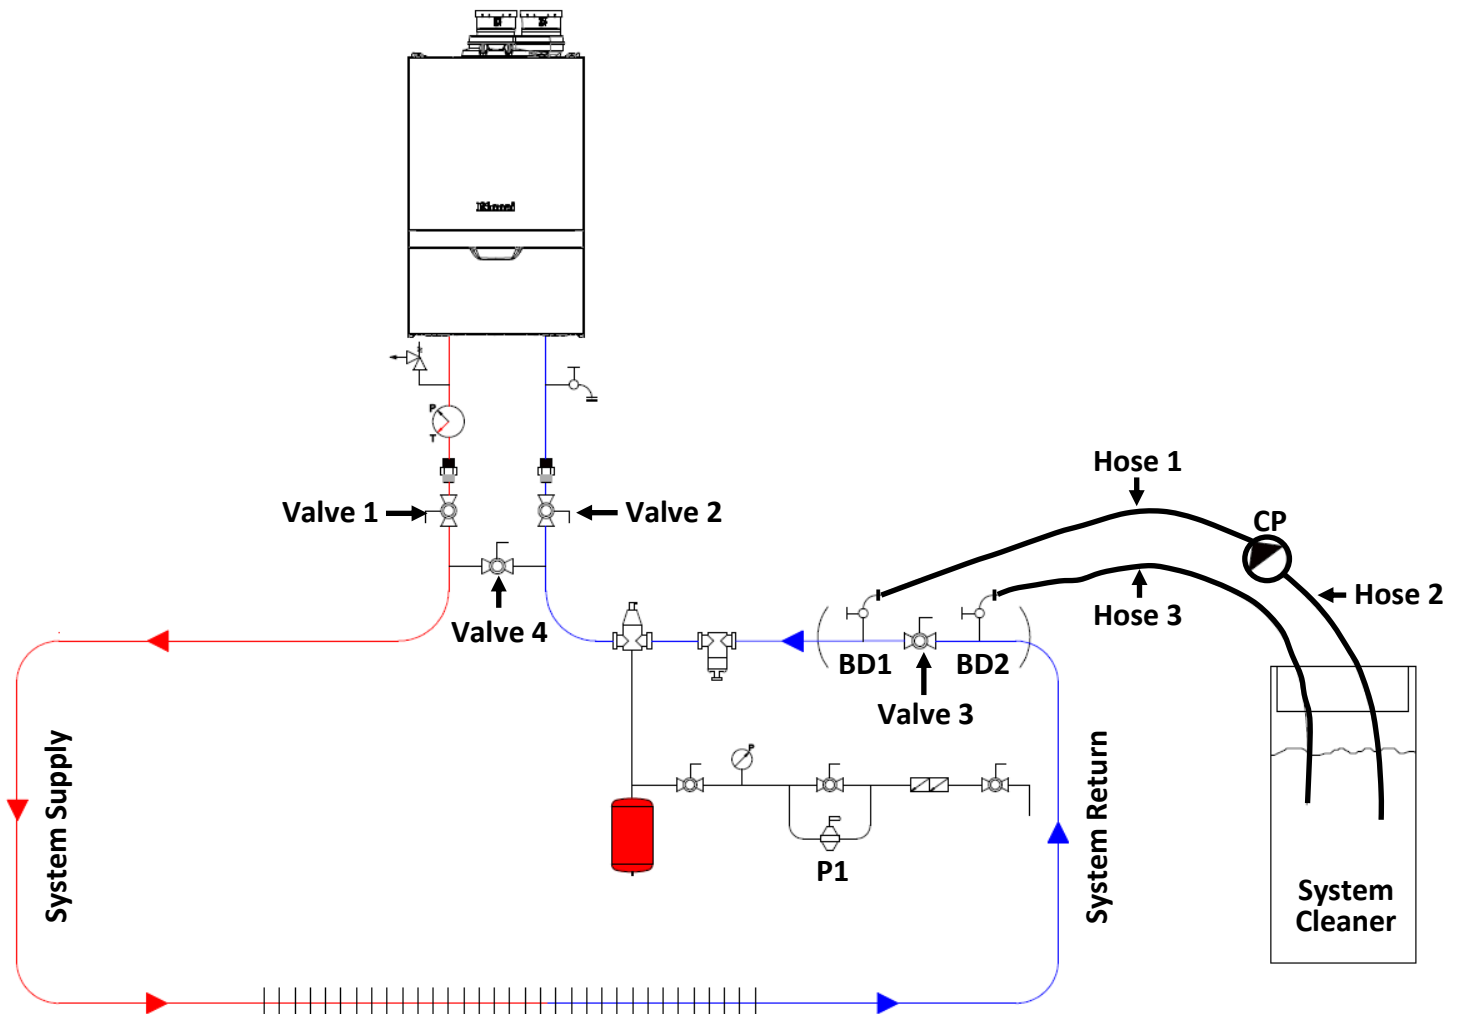 Rinnai
P
T
Hose 1
CP
Valve 1
Valve 2
Hose 2
Hose 3
Valve 4
BD1
BD2
Valve 3
System Supply
System Return
P
P1
System
Cleaner